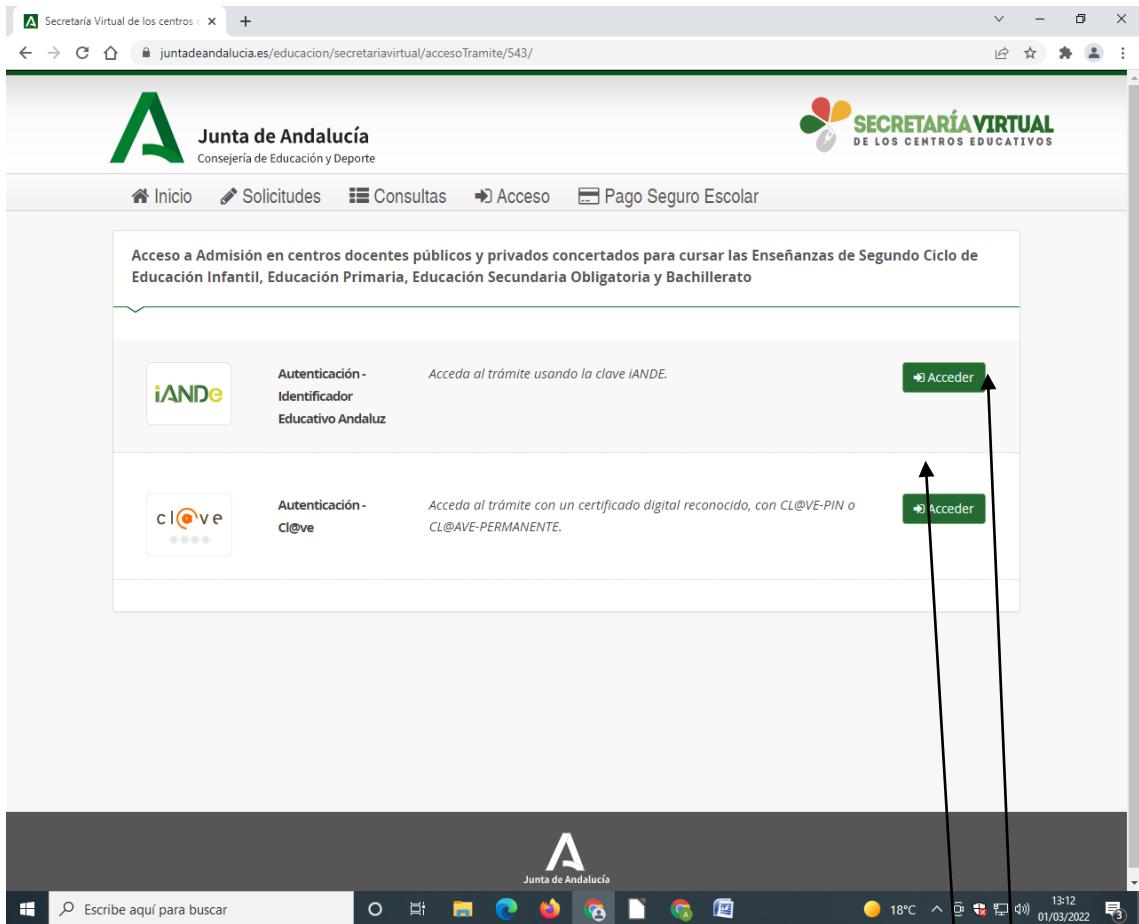 Secretaría Virtual de los centros
juntadeandalucia.es/educacion/secretariavirtual/accesoTramite/543/
Junta de Andalucía
Consejería de Educación y Deporte
SECRETARÍA VIRTUAL
DE LOS CENTROS EDUCATIVOS
Inicio Solicitudes Consultas Acceso Pago Seguro Escolar
Acceso a Admisión en centros docentes públicos y privados concertados para cursar las Enseñanzas de Segundo Ciclo de
Educación Infantil, Educación Primaria, Educación Secundaria Obligatoria y Bachillerato
iANDe
Autenticación -
Identificador
Educativo Andaluz
Acceda al trámite usando la clave iANDE.
Acceder
cl@ve
****
Autenticación -
Cl@ve
Acceda al trámite con un certificado digital reconocido, con CL@VE-PIN o
CL@AVE-PERMANENTE.
Acceder
Junta de Andalucía
Escribe aquí para buscar
18°C
13:12
01/03/2022
3